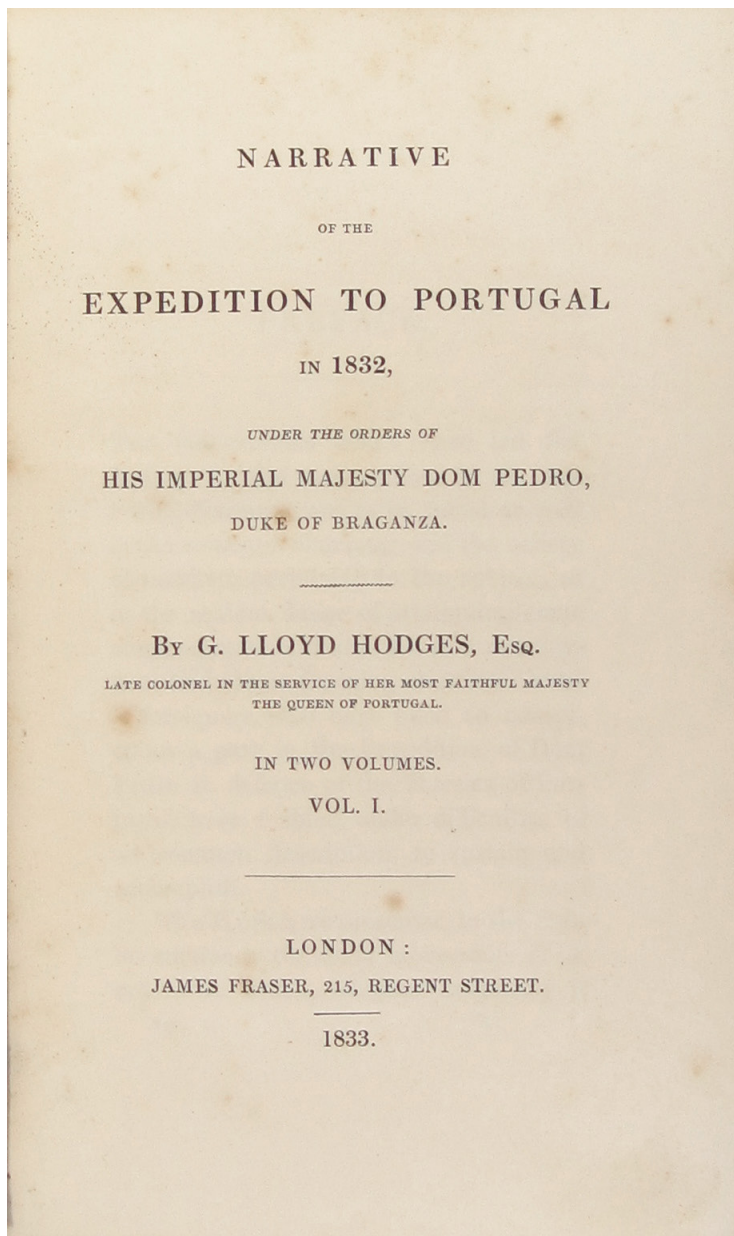 NARRATIVE
OF THE
EXPEDITION TO PORTUGAL
IN 1832,
UNDER THE ORDERS OF
HIS IMPERIAL MAJESTY DOM PEDRO,
DUKE OF BRAGANZA.
By G. LLOYD HODGES, Esq.
LATE COLONEL IN THE SERVICE OF HER MOST FAITHFUL MAJESTY
THE QUEEN OF PORTUGAL.
IN TWO VOLUMES.
VOL. I.
LONDON:
JAMES FRASER, 215, REGENT STREET.
1833.